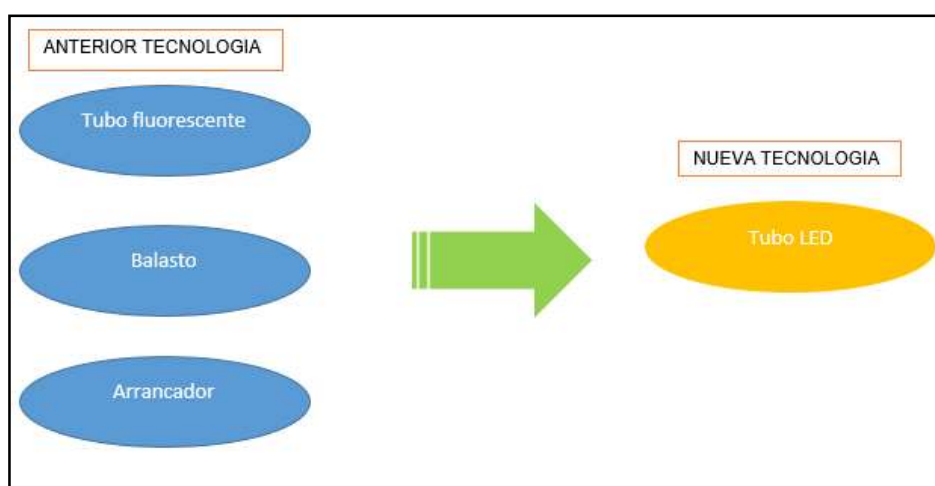 ANTERIOR TECNOLOGIA
Tubo fluorescente
Balasto
Arrancador
NUEVA TECNOLOGIA
Tubo LED